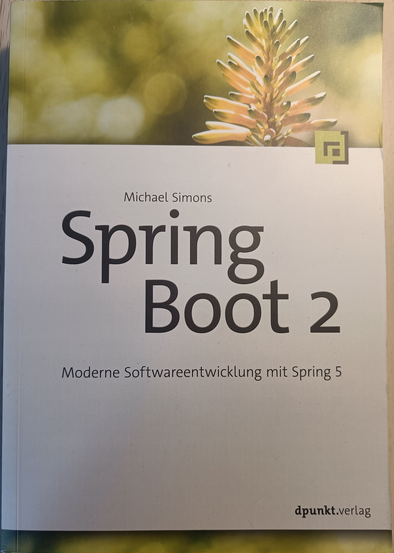 Michael Simons
Spring
Boot 2
Moderne Softwareentwicklung mit Spring 5
dpunkt.verlag